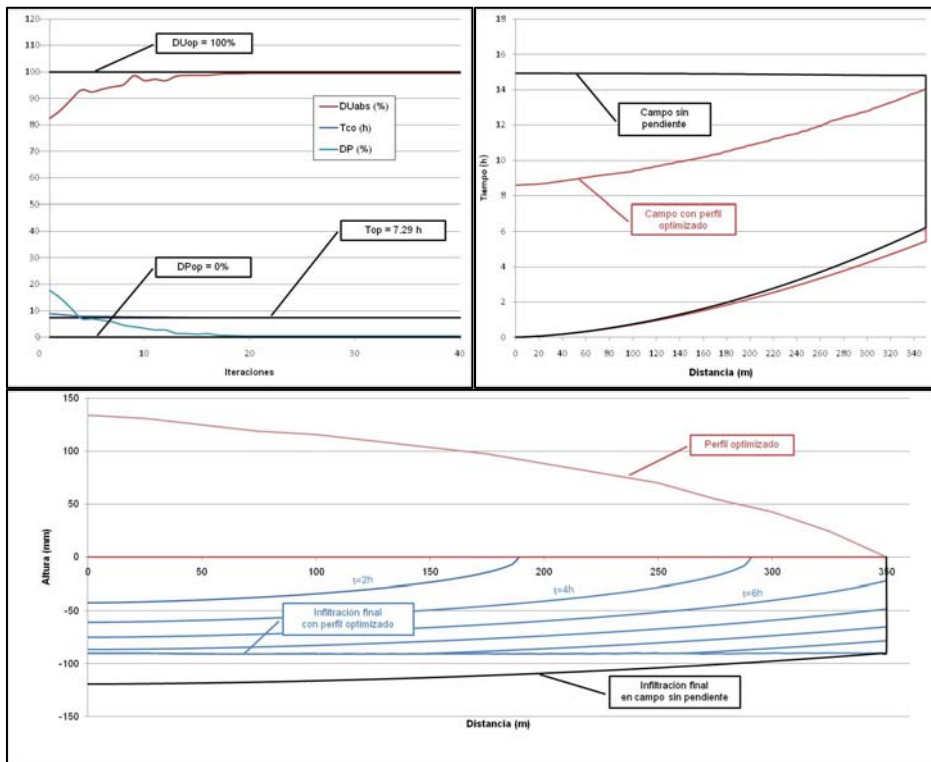 120
110
100
90
80
70
60
50
40
30
20
10
0
0
10
20
30
40
Iteraciones
DUop = 100%
DUabs (%)
Tco (h)
DP (%)
Top = 7.29 h
DPop = 0%
18
16
14
12
10
8
6
4
2
0
Tiempo (h)
0 20 40 60 80 100 120 140 160 180 200 220 240 260 280 300 320 340
Distancia (m)
Campo sin
pendiente
Campo con perfil
optimizado
150
100
50
0
-50
-100
-150
Altura (mm)
0 50 100 150 200 250 300 350
Perfil optimizado
t=2h
t=4h
t=6h
Infiltración final
con perfil optimizado
Infiltración final
en campo sin pendiente
Distancia (m)